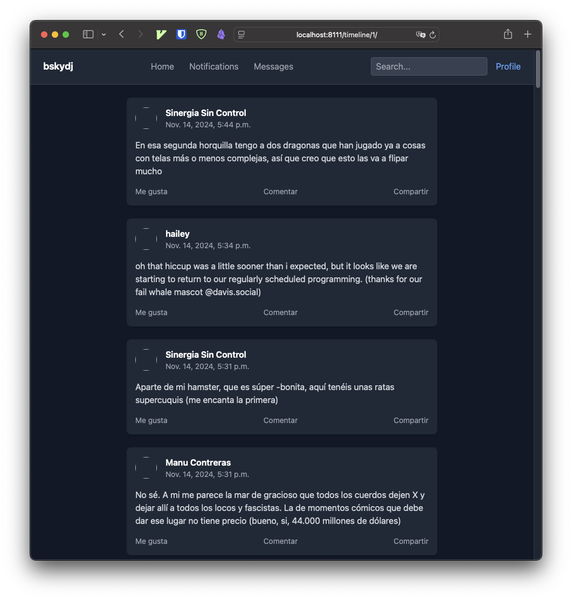 localhost:8111/timeline/1/
bskydj
Home
Notifications
Messages
Search...
Profile
Sinergia Sin Control
Nov. 14, 2024, 5:44 p.m.
En esa segunda horquilla tengo a dos dragonas que han jugado ya a cosas
con telas más o menos complejas, así que creo que esto las va a flipar
mucho
Me gusta
Comentar
Compartir
hailey
Nov. 14, 2024, 5:34 p.m.
oh that hiccup was a little sooner than i expected, but it looks like we are
starting to return to our regularly scheduled programming. (thanks for our
fail whale mascot @davis.social)
Me gusta
Comentar
Compartir
Sinergia Sin Control
Nov. 14, 2024, 5:31 p.m.
Aparte de mi hamster, que es súper -bonita, aquí tenéis unas ratas
supercuquis (me encanta la primera)
Me gusta
Comentar
Compartir
Manu Contreras
Nov. 14, 2024, 5:31 p.m.
No sé. A mi me parece la mar de gracioso que todos los cuerdos dejen X y
dejar allí a todos los locos y fascistas. La de momentos cómicos que debe
dar ese lugar no tiene precio (bueno, si, 44.000 millones de dólares)
Me gusta
Comentar
Compartir